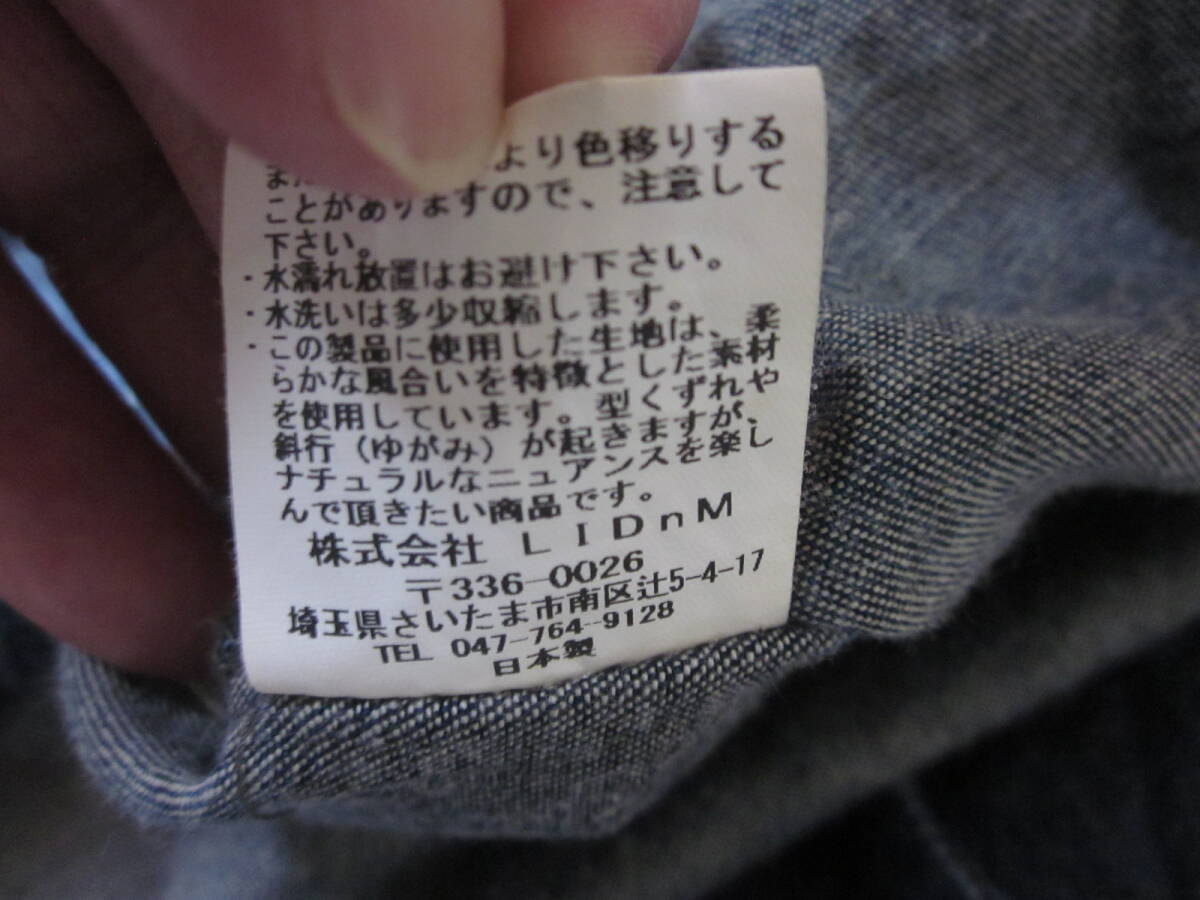 より色移りする
ことがありますので、注意して
下さい。
・水濡れ放置はお避け下さい。
・水洗いは多少収縮します。
・この製品に使用した生地は、柔
らかな風合いを特徴とした素材
を使用しています。型くずれや
斜行（ゆがみ）が起きますが、
ナチュラルなニュアンスを楽し
んで頂きたい商品です。
株式会社 LIDnM
〒336-0026
埼玉県さいたま市南区辻5-4-17
TEL 047-764-9128
日本製